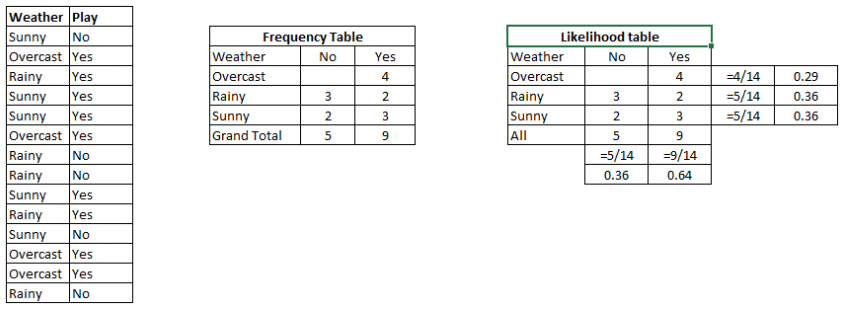 Weather Play
Sunny No
Overcast Yes
Rainy Yes
Sunny Yes
Sunny Yes
Overcast Yes
Rainy No
Rainy No
Sunny Yes
Rainy Yes
Sunny No
Overcast Yes
Overcast Yes
Rainy No
Frequency Table
Weather No Yes
Overcast 4
Rainy 3 2
Sunny 2 3
Grand Total 5 9
Likelihood table
Weather No Yes
Overcast 4 =4/14 0.29
Rainy 3 2 =5/14 0.36
Sunny 2 3 =5/14 0.36
All 5 9
=5/14 =9/14
0.36 0.64